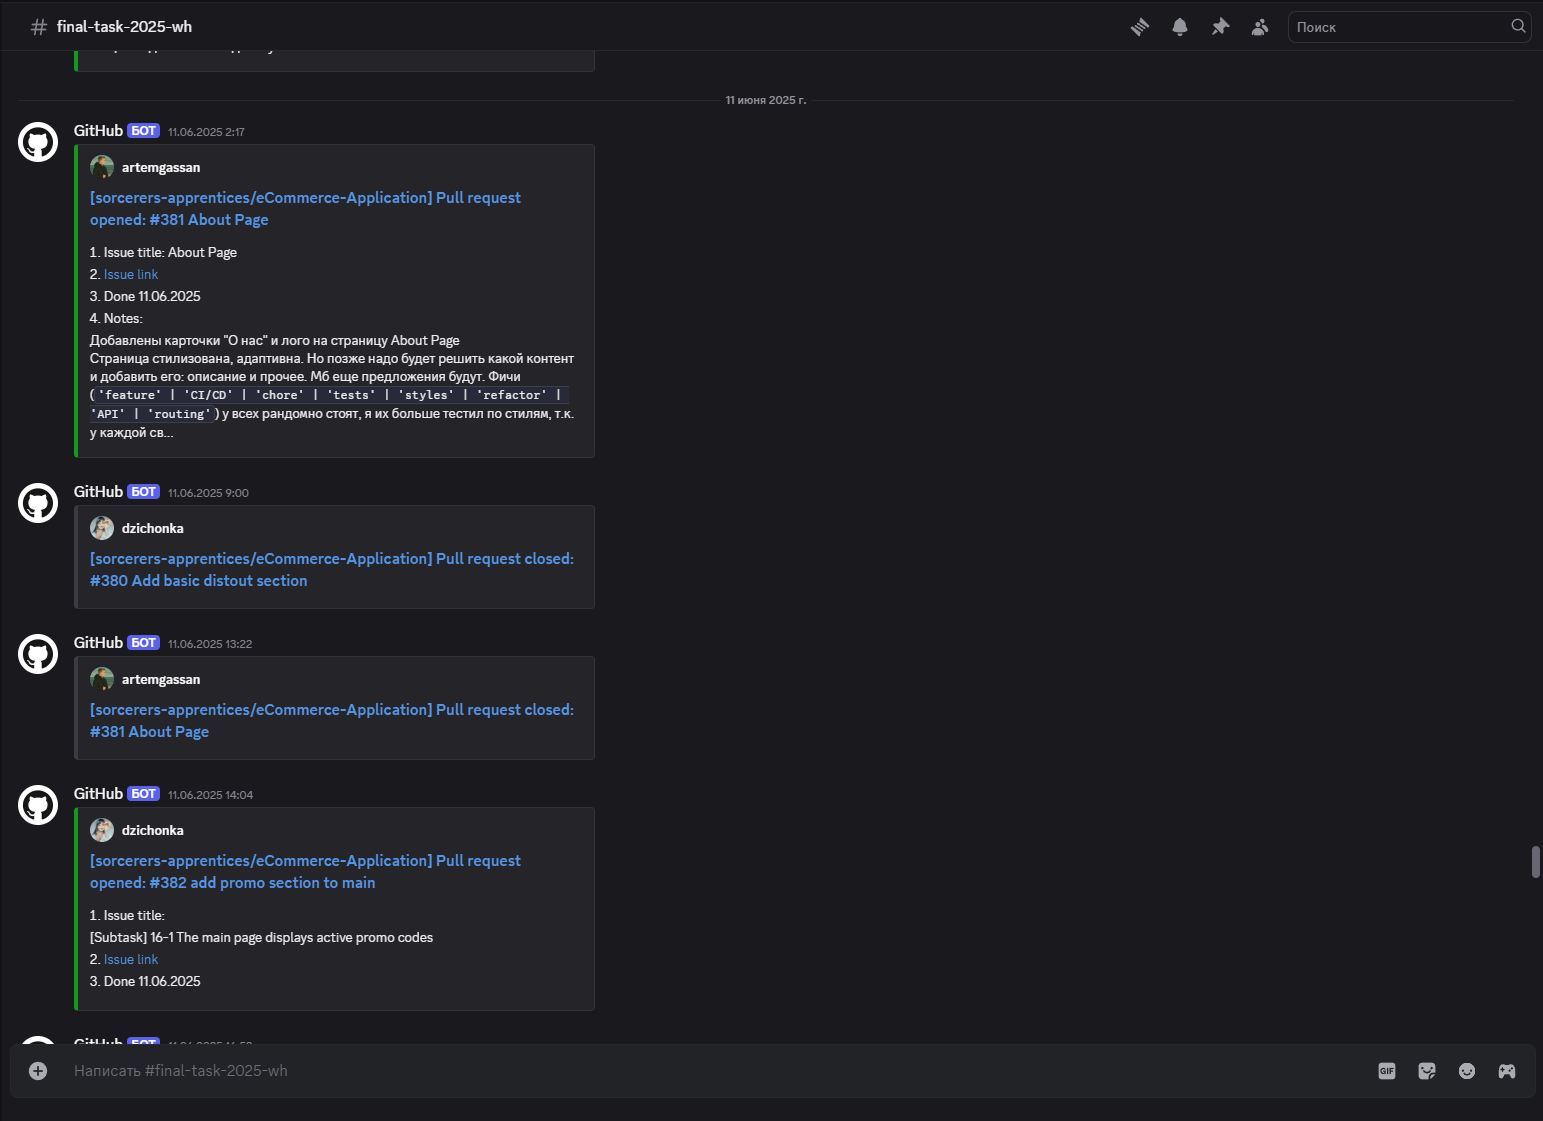 final-task-2025-wh
Поиск
11 июня 2025 г.
GitHub БОТ 11.06.2025 2:17
artemgassan
[sorcerers-apprentices/eCommerce-Application] Pull request
opened: #381 About Page
1. Issue title: About Page
2. Issue link
3. Done 11.06.2025
4. Notes:
Добавлены карточки "О нас" и лого на страницу About Page
Страница стилизована, адаптивна. Но позже надо будет решить какой контент
и добавить его: описание и прочее. Мб еще предложения будут. Фичи
( 'feature' | 'CI/CD' | 'chore' | 'tests' | 'styles' | 'refactor' |
'API' | 'routing' ) у всех рандомно стоят, я их больше тестил по стилям, т.к.
у каждой св...
GitHub БОТ 11.06.2025 9:00
dzichonka
[sorcerers-apprentices/eCommerce-Application] Pull request closed:
#380 Add basic distout section
GitHub БОТ 11.06.2025 13:22
artemgassan
[sorcerers-apprentices/eCommerce-Application] Pull request closed:
#381 About Page
GitHub БОТ 11.06.2025 14:04
dzichonka
[sorcerers-apprentices/eCommerce-Application] Pull request
opened: #382 add promo section to main
1. Issue title:
[Subtask] 16-1 The main page displays active promo codes
2. Issue link
3. Done 11.06.2025
GitHub БОТ
Написать #final-task-2025-wh
GIF